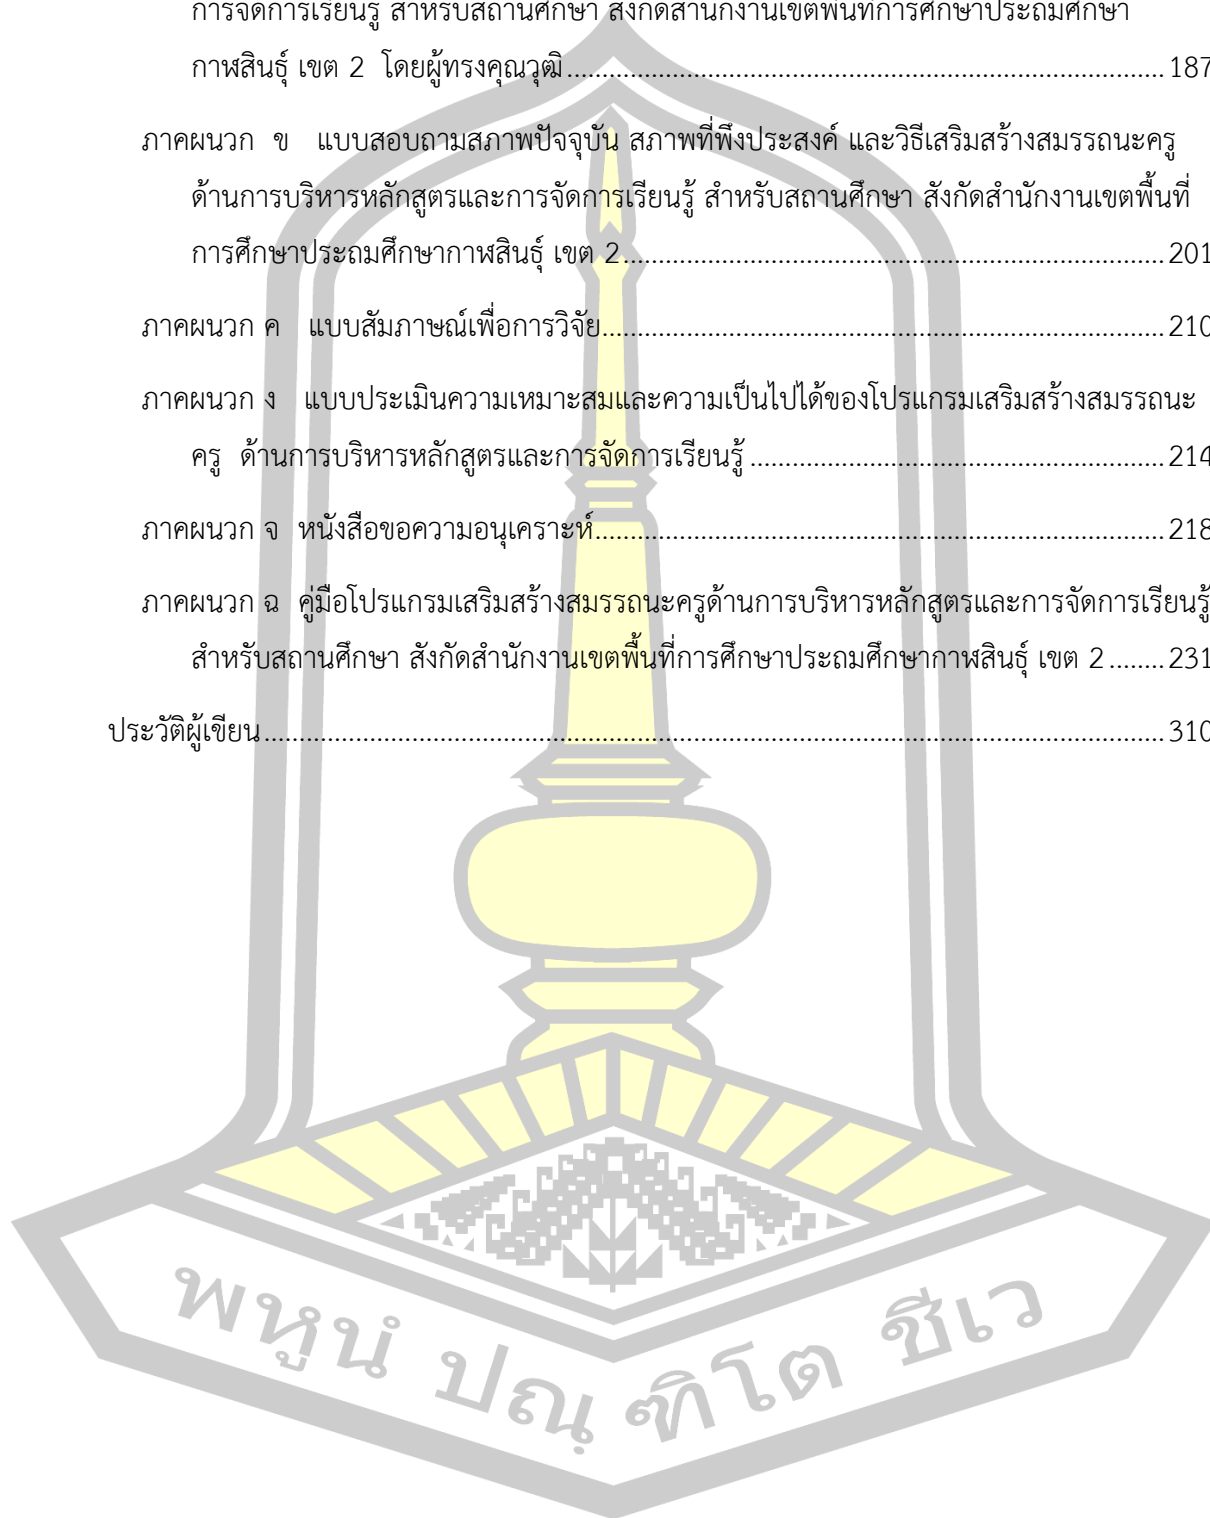 การจัดการเรียนรู้ สำหรับสถานศึกษา สังกัดสำนักงานเขตพื้นที่การศึกษาประถมศึกษา
กาฬสินธุ์ เขต 2 โดยผู้ทรงคุณวุฒิ.......................................................................................187
ภาคผนวก ข แบบสอบถามสภาพปัจจุบัน สภาพที่พึงประสงค์ และวิธีเสริมสร้างสมรรถนะครู
ด้านการบริหารหลักสูตรและการจัดการเรียนรู้ สำหรับสถานศึกษา สังกัดสำนักงานเขตพื้นที่
การศึกษาประถมศึกษากาฬสินธุ์ เขต 2...............................................................................201
ภาคผนวก ค แบบสัมภาษณ์เพื่อการวิจัย..................................................................................210
ภาคผนวก ง แบบประเมินความเหมาะสมและความเป็นไปได้ของโปรแกรมเสริมสร้างสมรรถนะ
ครู ด้านการบริหารหลักสูตรและการจัดการเรียนรู้............................................................214
ภาคผนวก จ หนังสือขอความอนุเคราะห์...................................................................................218
ภาคผนวก ฉ คู่มือโปรแกรมเสริมสร้างสมรรถนะครูด้านการบริหารหลักสูตรและการจัดการเรียนรู้
สำหรับสถานศึกษา สังกัดสำนักงานเขตพื้นที่การศึกษาประถมศึกษากาฬสินธุ์ เขต 2........231
ประวัติผู้เขียน...................................................................................................................................310
พหูนํ ปณฺ ฑิโต ชีเว